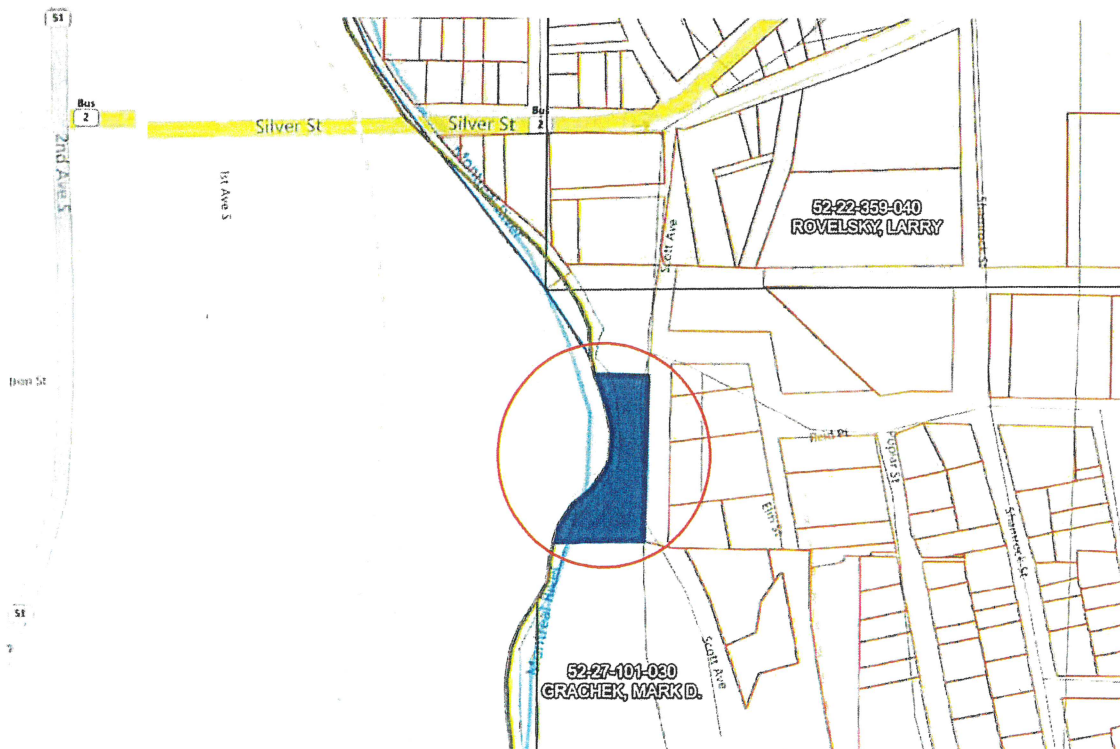 51
Bus
2
Silver St
Silver St
Bus
2
2nd Ave S
1st Ave S
Montreal River
Scott Ave
52-22-359-040
ROVELSKY, LARRY
Shamrock St
Reid Pt
Poplar St
Elm St
Shamrock St
51
Montreal River
Scott Ave
52-27-101-030
GRACHEK, MARK D.